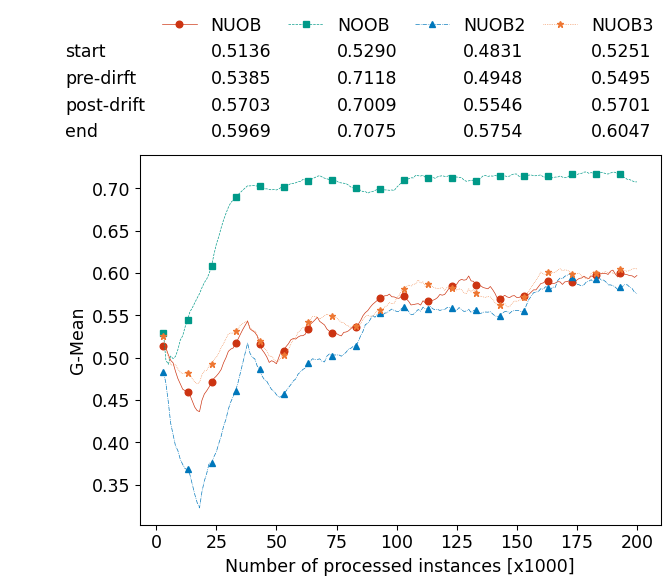 NUOB NOOB NUOB2 NUOB3
start 0.5136 0.5290 0.4831 0.5251
pre-dirft 0.5385 0.7118 0.4948 0.5495
post-drift 0.5703 0.7009 0.5546 0.5701
end 0.5969 0.7075 0.5754 0.6047
0.70
0.65
0.60
0.55
0.50
0.45
0.40
0.35
G-Mean
0 25 50 75 100 125 150 175 200
Number of processed instances [x1000]